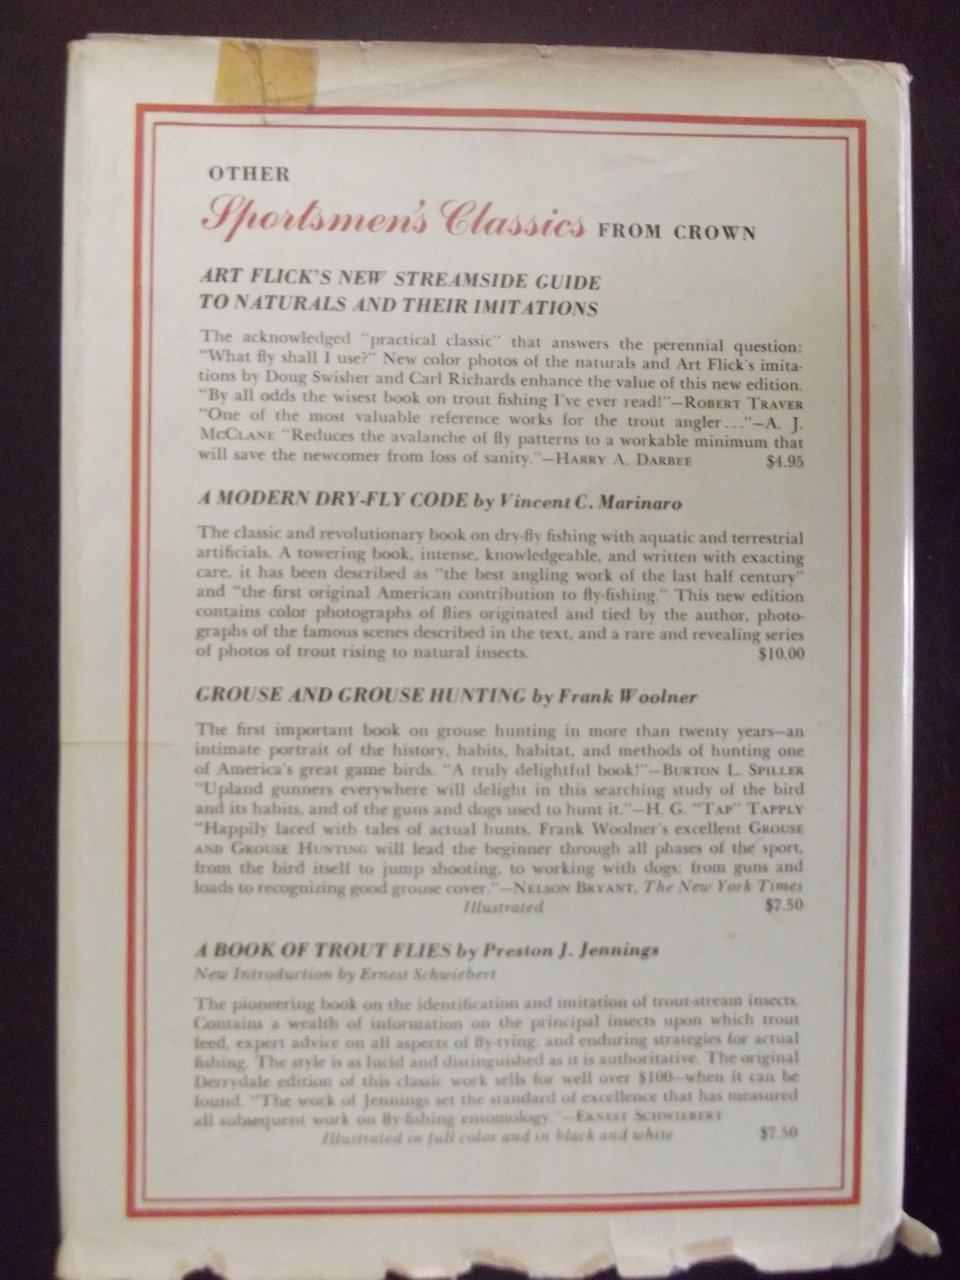 OTHER
Sportsmen's Classics FROM CROWN
ART FLICK'S NEW STREAMSIDE GUIDE
TO NATURALS AND THEIR IMITATIONS
The acknowledged "practical classic" that answers the perennial question:
"What fly shall I use?" New color photos of the naturals and Art Flick's imita-
tions by Doug Swisher and Carl Richards enhance the value of this new edition.
"By all odds the wisest book on trout fishing I've ever read!"—ROBERT TRAVER
"One of the most valuable reference works for the trout angler..."—A. J.
MCCLANE "Reduces the avalanche of fly patterns to a workable minimum that
will save the newcomer from loss of sanity."—HARRY A. DARBEE $4.95
A MODERN DRY-FLY CODE by Vincent C. Marinaro
The classic and revolutionary book on dry-fly fishing with aquatic and terrestrial
artificials. A towering book, intense, knowledgeable, and written with exacting
care, it has been described as "the best angling work of the last half century"
and "the first original American contribution to fly-fishing." This new edition
contains color photographs of flies originated and tied by the author, photo-
graphs of the famous scenes described in the text, and a rare and revealing series
of photos of trout rising to natural insects. $10.00
GROUSE AND GROUSE HUNTING by Frank Woolner
The first important book on grouse hunting in more than twenty years—an
intimate portrait of the history, habits, habitat, and methods of hunting one
of America's great game birds. "A truly delightful book!"—BURTON L. SPILLER
"Upland gunners everywhere will delight in this searching study of the bird
and its habits, and of the guns and dogs used to hunt it."—H. G. "TAP" TAPPLY
"Happily laced with tales of actual hunts, Frank Woolner's excellent GROUSE
AND GROUSE HUNTING will lead the beginner through all phases of the sport,
from the bird itself to jump shooting, to working with dogs; from guns and
loads to recognizing good grouse cover."—NELSON BRYANT, The New York Times
Illustrated $7.50
A BOOK OF TROUT FLIES by Preston J. Jennings
New Introduction by Ernest Schwiebert
The pioneering book on the identification and imitation of trout-stream insects.
Contains a wealth of information on the principal insects upon which trout
feed, expert advice on all aspects of fly-tying, and enduring strategies for actual
fishing. The style is as lucid and distinguished as it is authoritative. The original
Derrydale edition of this classic work sells for well over $100—when it can be
found. "The work of Jennings set the standard of excellence that has measured
all subsequent work on fly-fishing entomology."—ERNEST SCHWIEBERT
Illustrated in full color and in black and white $7.50